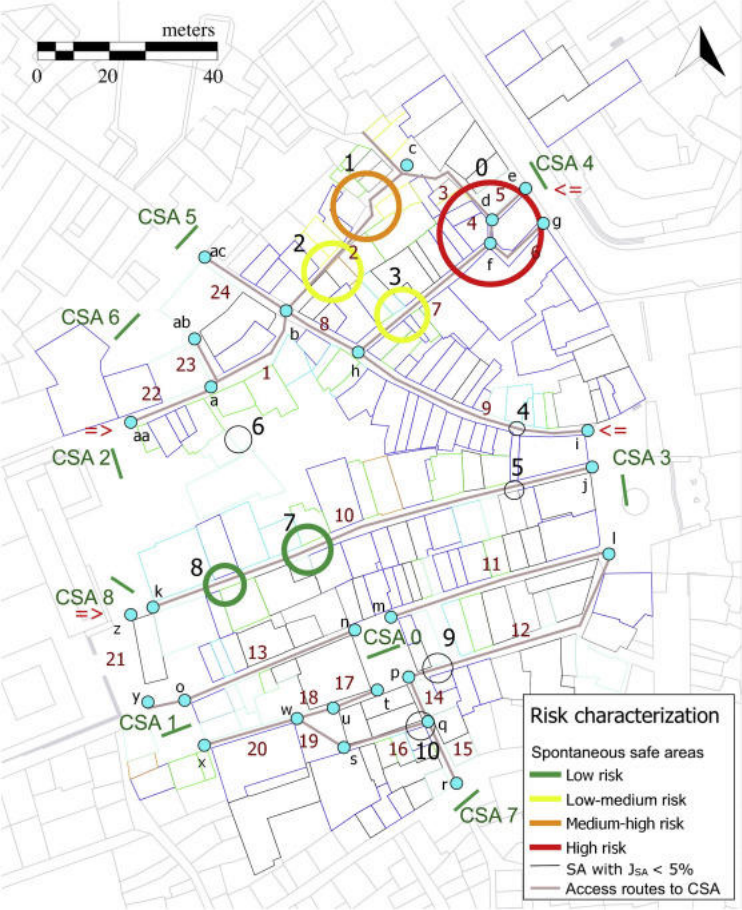 meters
0 20 40
c
1
0
CSA 4
e
<=
3
5
d
g
CSA 5
4
f
6
ac
2
2
3
24
7
CSA 6
ab
b
8
h
23
1
9
22
a
4
=>
aa
i
<=
6
CSA 2
5
CSA 3
j
10
7
8
l
11
CSA 8
k
=>
z
m
n
12
CSA 0
9
21
13
p
17
14
y
o
18
t
w
u
q
CSA 1
19
16
10
15
x
20
s
r
CSA 7
Risk characterization
Spontaneous safe areas
Low risk
Low-medium risk
Medium-high risk
High risk
SA with JSA < 5%
Access routes to CSA